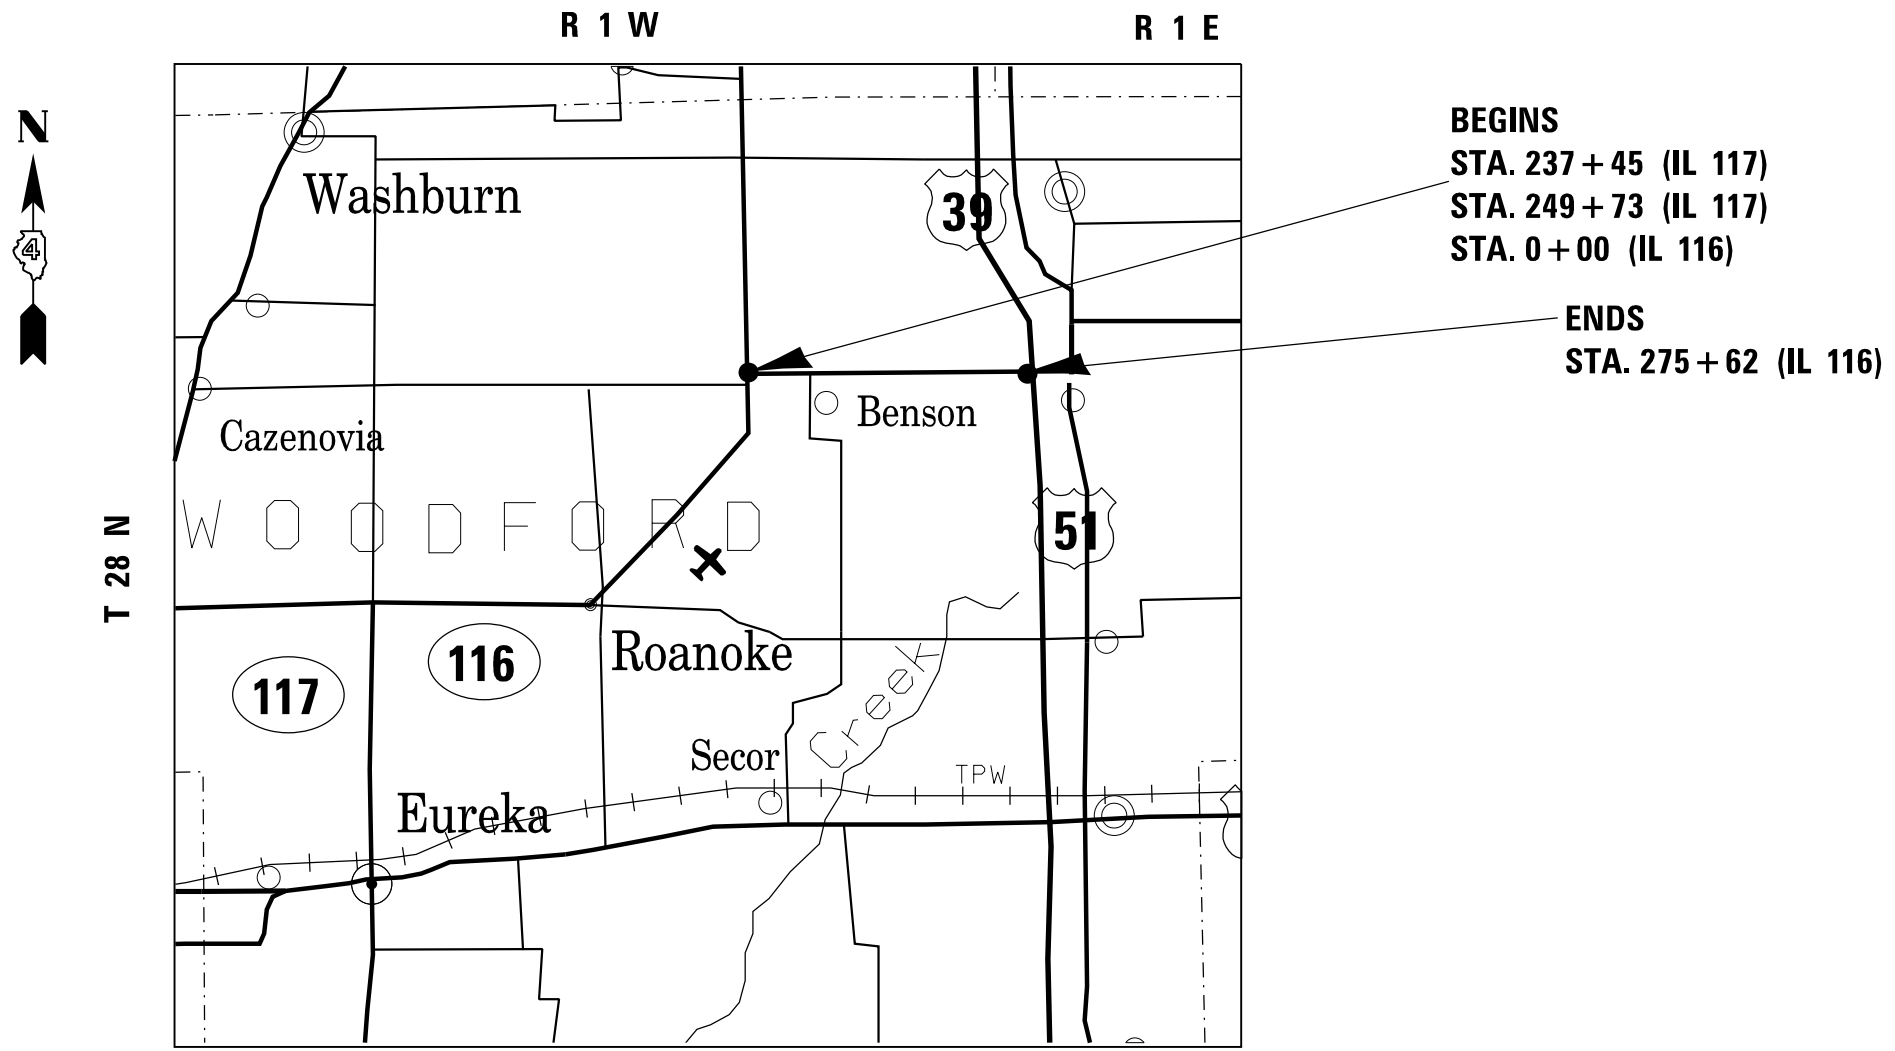 R 1 W
R 1 E
N
4
BEGINS
STA. 237+45 (IL 117)
STA. 249+73 (IL 117)
STA. 0+00 (IL 116)
ENDS
STA. 275+62 (IL 116)
Washburn
39
Benson
Cazenovia
WOODFORD
51
T 28 N
116
117
Roanoke
Creek
Secor
TPW
Eureka